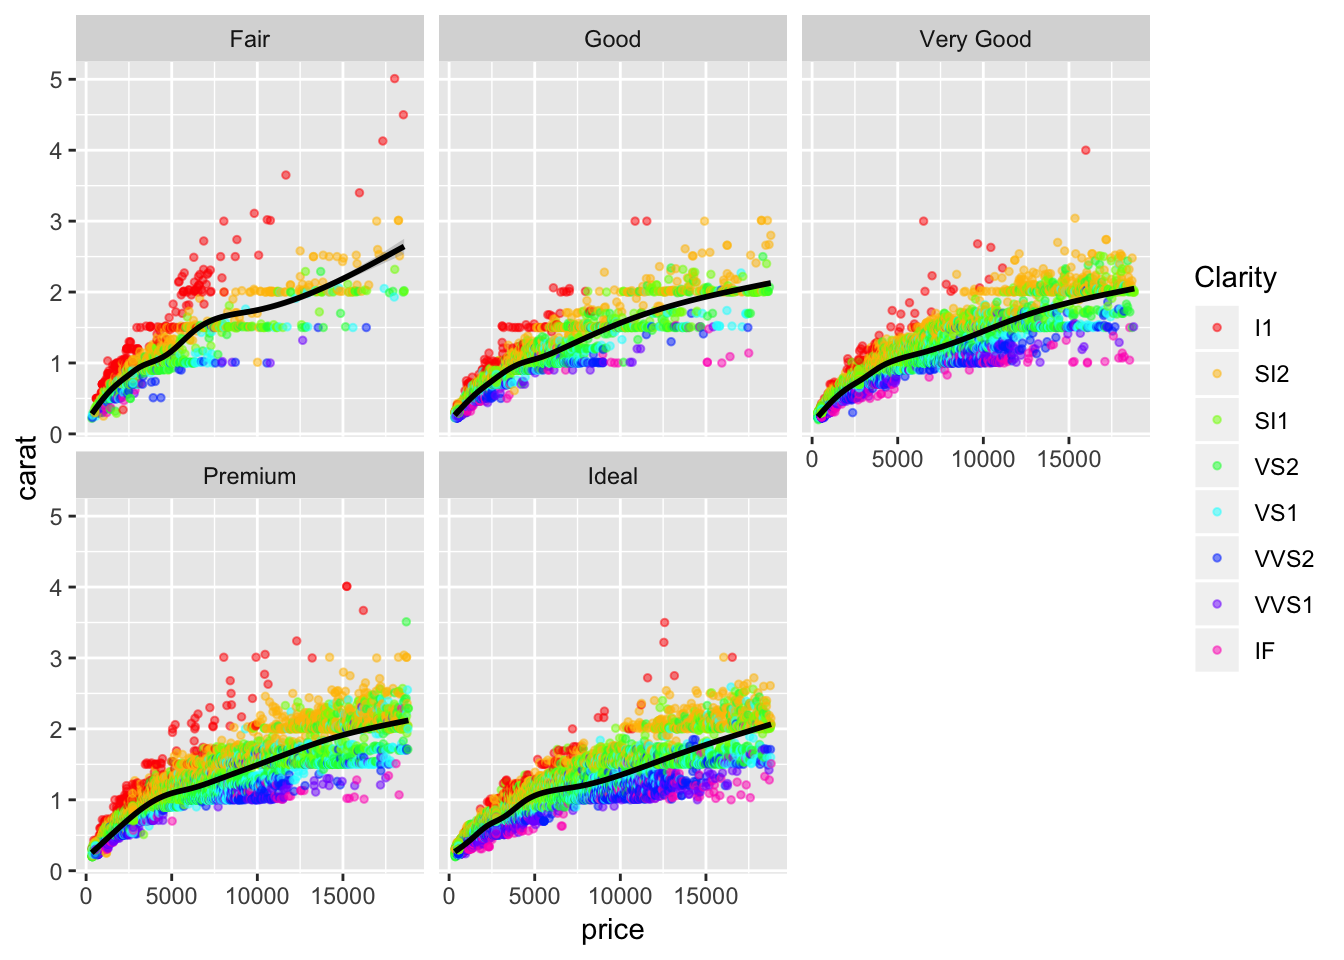 Fair Good Very Good
5
4
3
2
1
0
0 5000 10000 15000
carat
Premium Ideal
5
4
3
2
1
0
0 5000 10000 15000 0 5000 10000 15000
price
Clarity
I1
SI2
SI1
VS2
VS1
VVS2
VVS1
IF